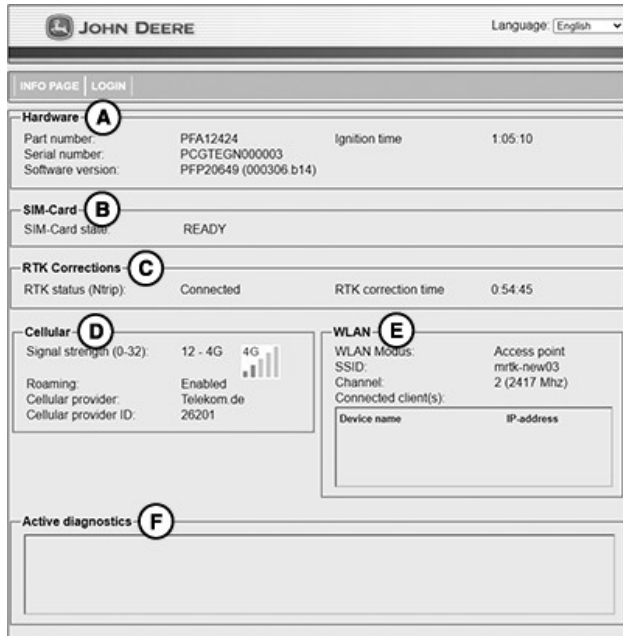 JOHN DEERE
Language: English
INFO PAGE LOGIN
Hardware A
Part number: PFA12424 Ignition time 1:05:10
Serial number: PCGTEGN000003
Software version: PFP20649 (000306.b14)
SIM-Card B
SIM-Card state: READY
RTK Corrections C
RTK status (Ntrip): Connected RTK correction time 0:54:45
Cellular D
Signal strength (0-32): 12 - 4G 4G
Roaming: Enabled
Cellular provider: Telekom.de
Cellular provider ID: 26201
WLAN E
WLAN Modus: Access point
SSID: mrtk-new03
Channel: 2 (2417 Mhz)
Connected client(s):
Device name IP-address
Active diagnostics F